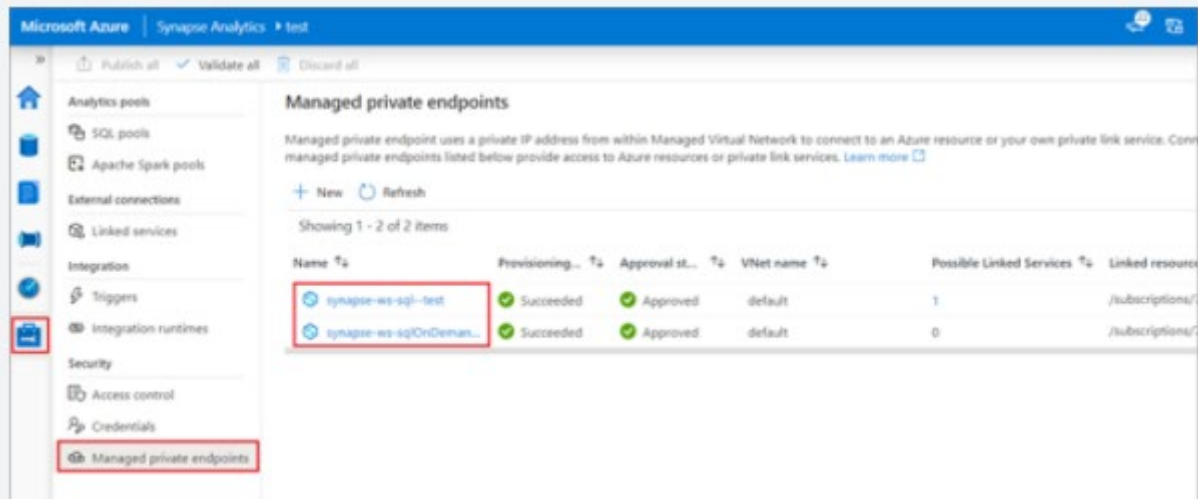 Microsoft Azure | Synapse Analytics ▸ test
»
Publish all Validate all Discard all
Analytics pools
SQL pools
Apache Spark pools
External connections
Linked services
Integration
Triggers
Integration runtimes
Security
Access control
Credentials
Managed private endpoints
Managed private endpoints
Managed private endpoint uses a private IP address from within Managed Virtual Network to connect to an Azure resource or your own private link service. Conn
managed private endpoints listed below provide access to Azure resources or private link services. Learn more
+ New Refresh
Showing 1 - 2 of 2 items
Name Provisioning... Approval st... VNet name Possible Linked Services Linked resource
synapse-ws-sql--test Succeeded Approved default 1 /subscriptions/
synapse-ws-sqlOnDeman... Succeeded Approved default 0 /subscriptions/